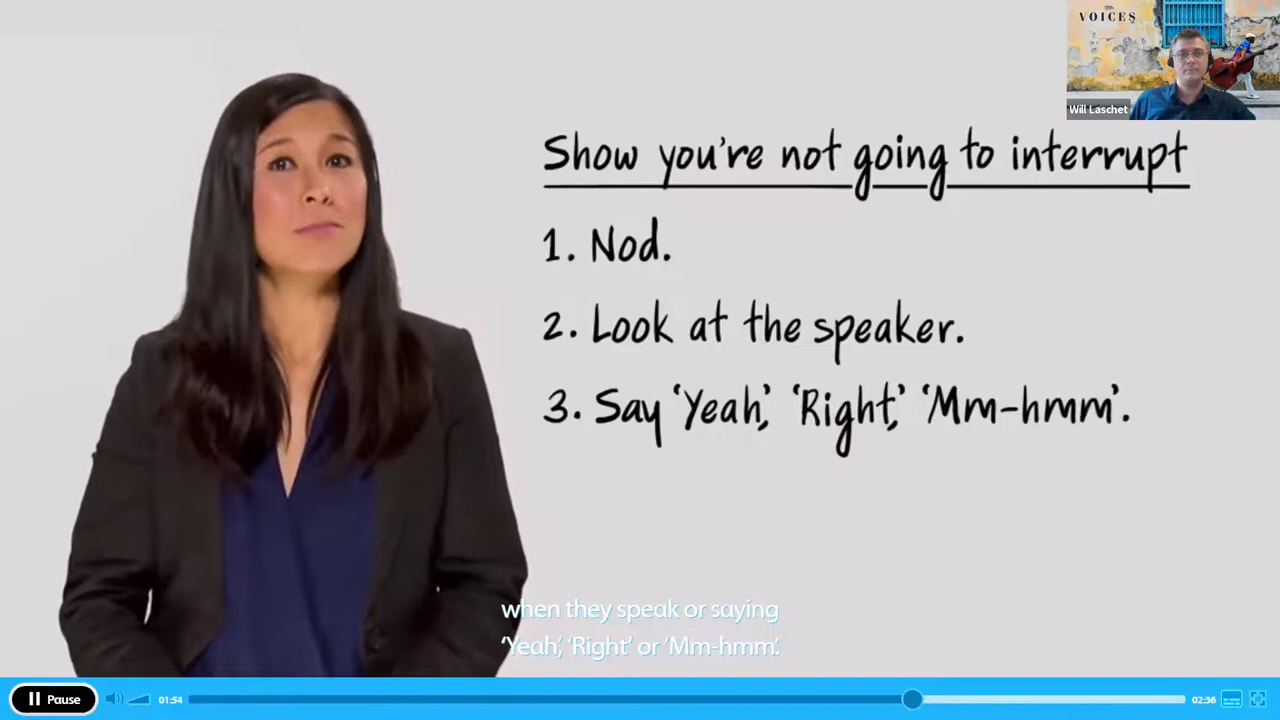 VOICES
Will Laschet
Show you're not going to interrupt
1. Nod.
2. Look at the speaker.
3. Say ‘Yeah’, ‘Right’, ‘Mm-hmm’.
when they speak or saying
‘Yeah’, ‘Right’ or ‘Mm-hmm’.
Pause
01:54
02:36